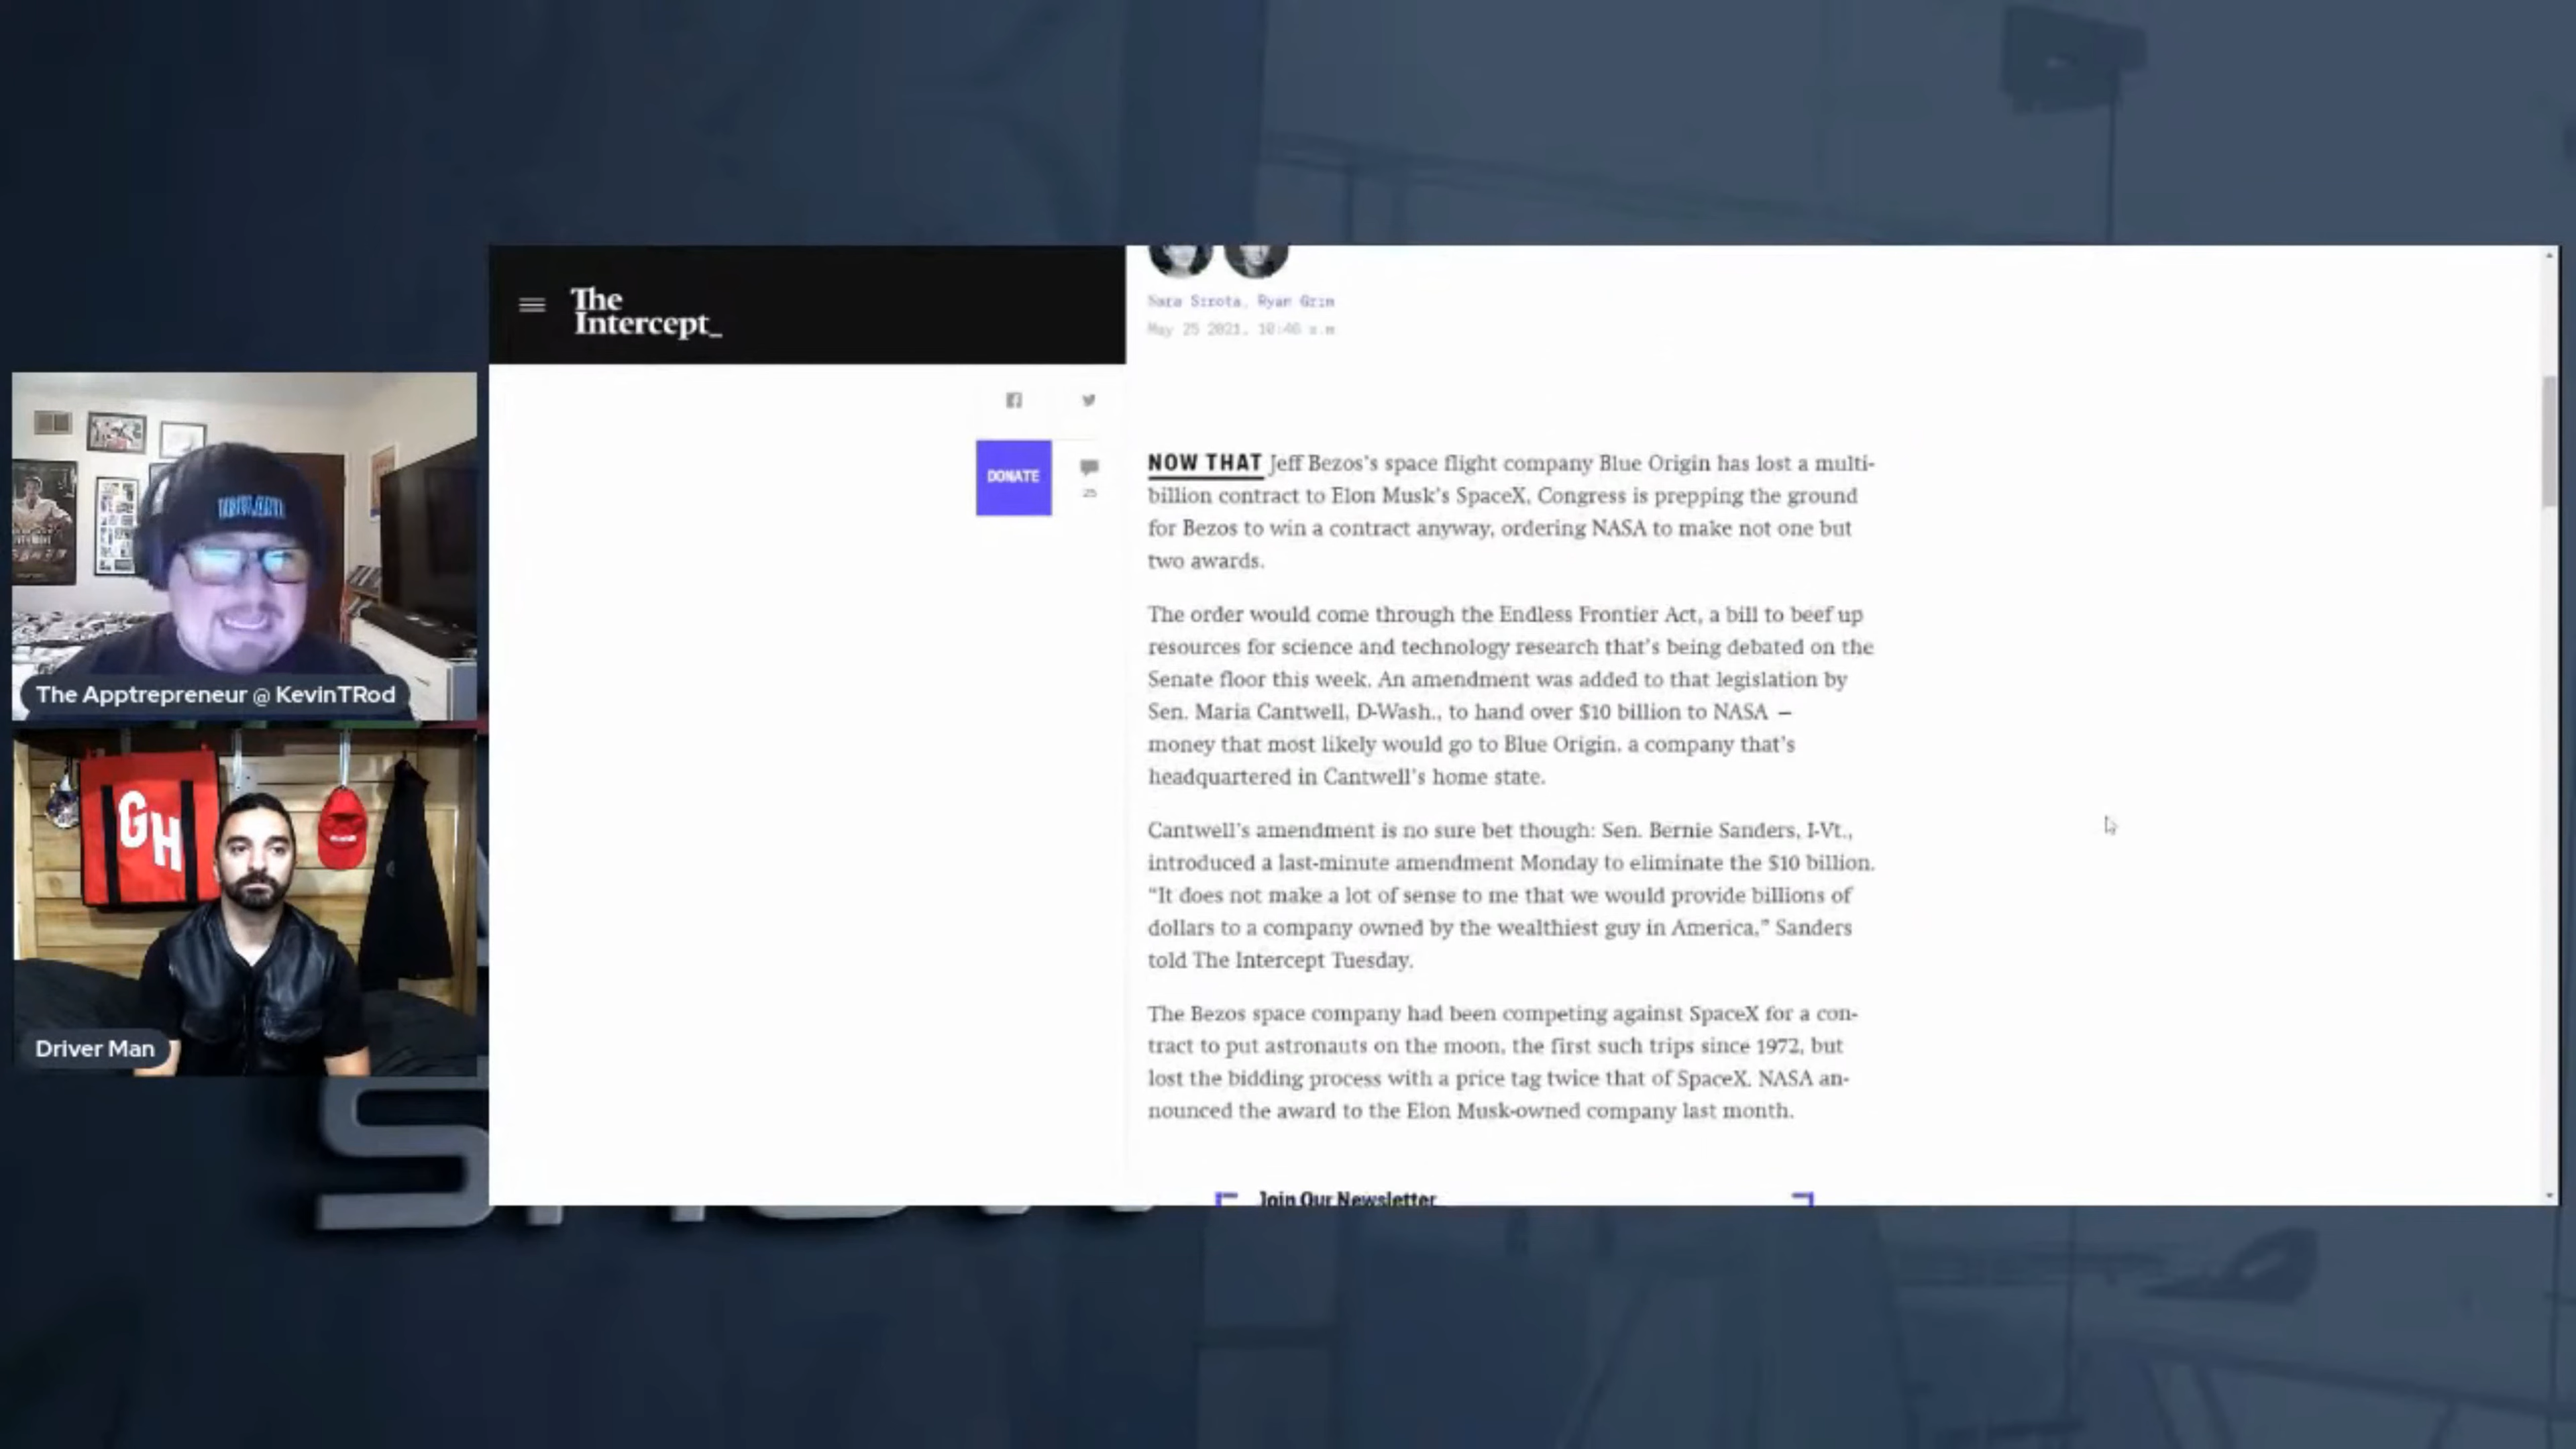 The
Intercept_
Sara Sirota, Ryan Grim
May 25 2021, 10:46 a.m
DONATE
25
NOW THAT Jeff Bezos's space flight company Blue Origin has lost a multi-
billion contract to Elon Musk's SpaceX, Congress is prepping the ground
for Bezos to win a contract anyway, ordering NASA to make not one but
two awards.
The order would come through the Endless Frontier Act, a bill to beef up
resources for science and technology research that's being debated on the
Senate floor this week. An amendment was added to that legislation by
Sen. Maria Cantwell, D-Wash., to hand over $10 billion to NASA —
money that most likely would go to Blue Origin, a company that's
headquartered in Cantwell's home state.
Cantwell's amendment is no sure bet though: Sen. Bernie Sanders, I-Vt.,
introduced a last-minute amendment Monday to eliminate the $10 billion.
“It does not make a lot of sense to me that we would provide billions of
dollars to a company owned by the wealthiest guy in America,” Sanders
told The Intercept Tuesday.
The Bezos space company had been competing against SpaceX for a con-
tract to put astronauts on the moon, the first such trips since 1972, but
lost the bidding process with a price tag twice that of SpaceX. NASA an-
nounced the award to the Elon Musk-owned company last month.
Join Our Newsletter
The Apptrepreneur @ KevinTRod
GH
Driver Man